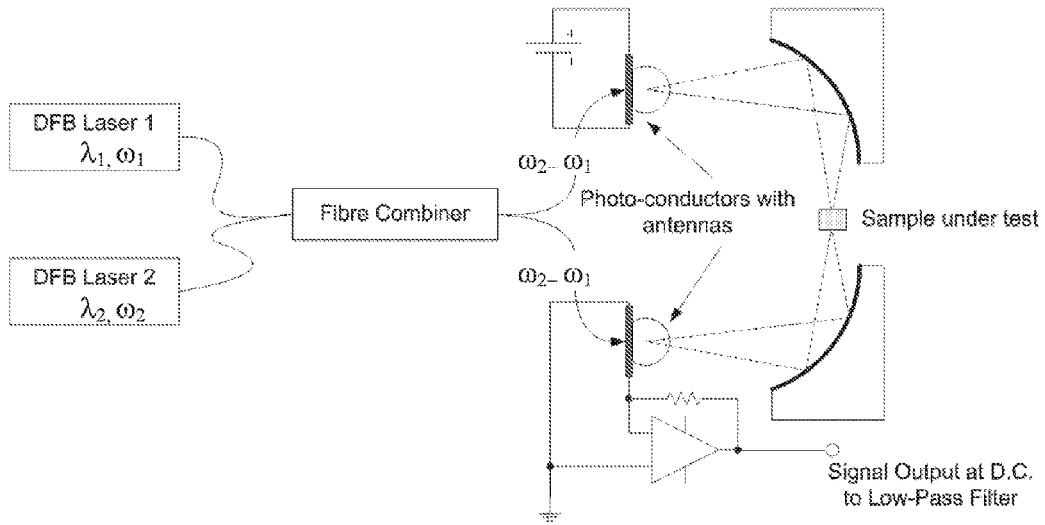 DFB Laser 1
λ₁, ω₁
DFB Laser 2
λ₂, ω₂
Fibre Combiner
ω₂₋ ω₁
ω₂₋ ω₁
+
Photo-conductors with
antennas
Sample under test
Signal Output at D.C.
to Low-Pass Filter